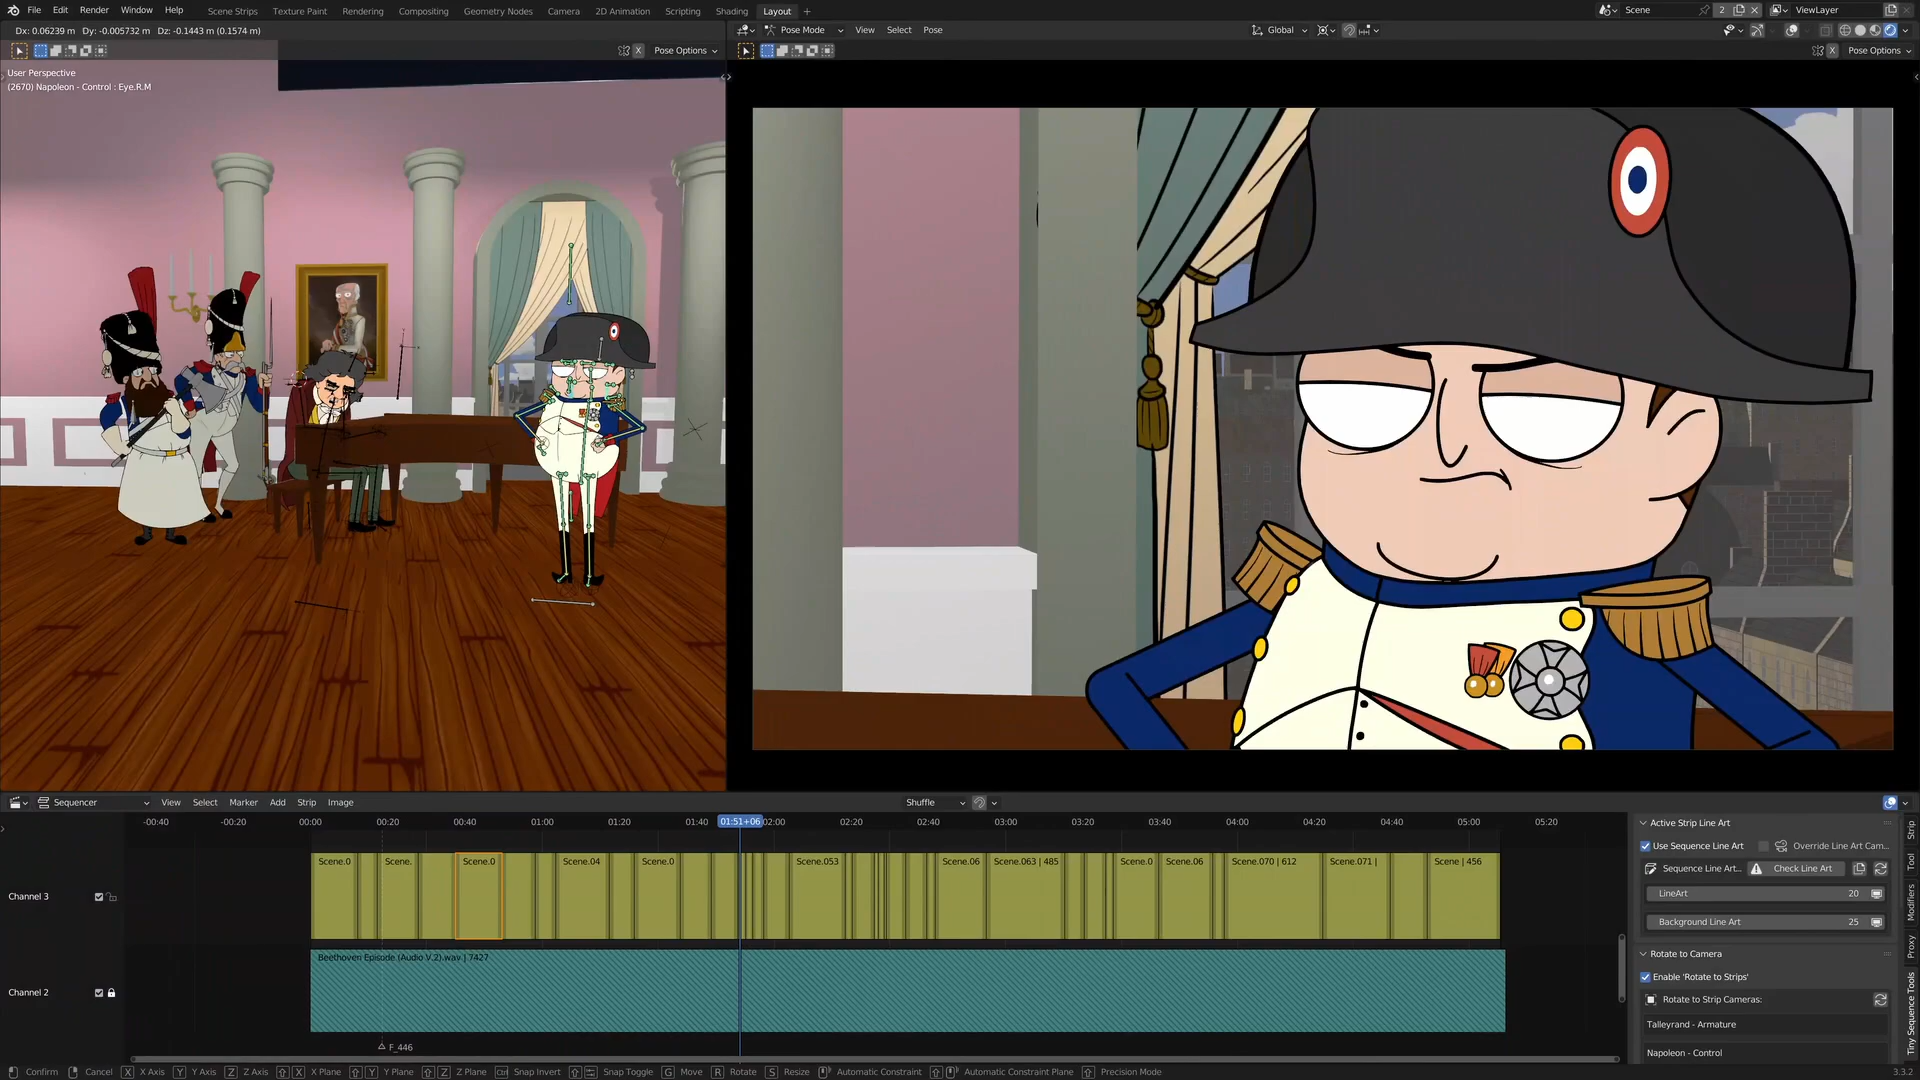 File Edit Render Window Help Scene Strips Texture Paint Rendering Compositing Geometry Nodes Camera 2D Animation Scripting Shading Layout + Scene 2 ViewLayer
Dx: 0.06239 m Dy: -0.005732 m Dz: -0.1443 m (0.1574 m)
Pose Mode View Select Pose Global
X Pose Options
X Pose Options
User Perspective
(2670) Napoleon - Control : Eye.R.M
Sequencer View Select Marker Add Strip Image Shuffle
-00:40 -00:20 00:00 00:20 00:40 01:00 01:20 01:40 01:51+06 02:00 02:20 02:40 03:00 03:20 03:40 04:00 04:20 04:40 05:00 05:20
Scene.0 Scene. Scene.0 Scene.04 Scene.0 Scene.053 Scene.06 Scene.063 | 485 Scene.0 Scene.06 Scene.070 | 612 Scene.071 | Scene | 456
Channel 3
Beethoven Episode (Audio V.2).wav | 7427
Channel 2
F_446
Active Strip Line Art
Use Sequence Line Art Override Line Art Cam...
Sequence Line Art... Check Line Art
LineArt 20
Background Line Art 25
Rotate to Camera
Enable 'Rotate to Strips'
Rotate to Strip Cameras:
Talleyrand - Armature
Napoleon - Control
Strip
Tool
Modifiers
Proxy
Tiny Sequence Tools
Confirm Cancel X X Axis Y Y Axis Z Z Axis X X Plane Y Y Plane Z Z Plane Ctrl Snap Invert Snap Toggle G Move R Rotate S Resize Automatic Constraint Automatic Constraint Plane Precision Mode 3.3.2